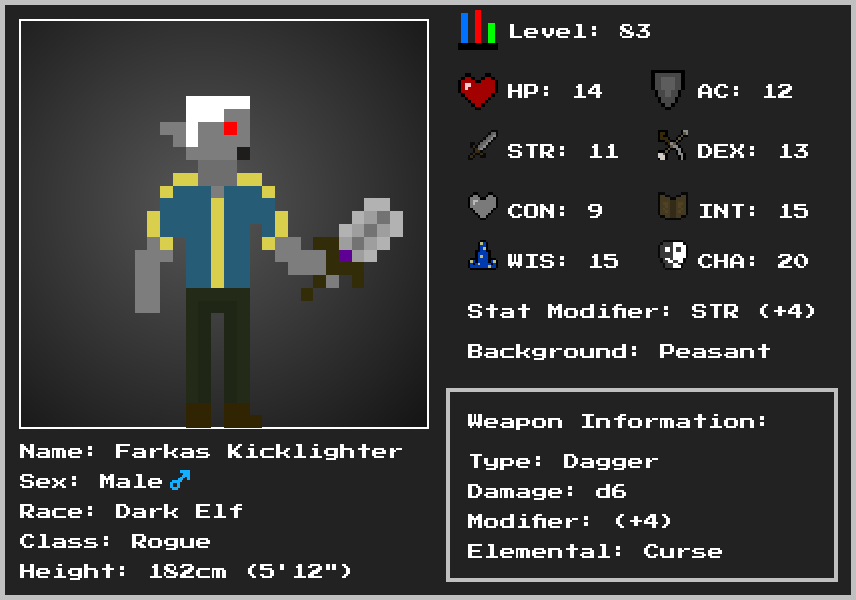 Level: 83
HP: 14
AC: 12
STR: 11
DEX: 13
CON: 9
INT: 15
WIS: 15
CHA: 20
Stat Modifier: STR (+4)
Background: Peasant
Weapon Information:
Type: Dagger
Damage: d6
Modifier: (+4)
Elemental: Curse
Name: Farkas Kicklighter
Sex: Male♂
Race: Dark Elf
Class: Rogue
Height: 182cm (5'12")